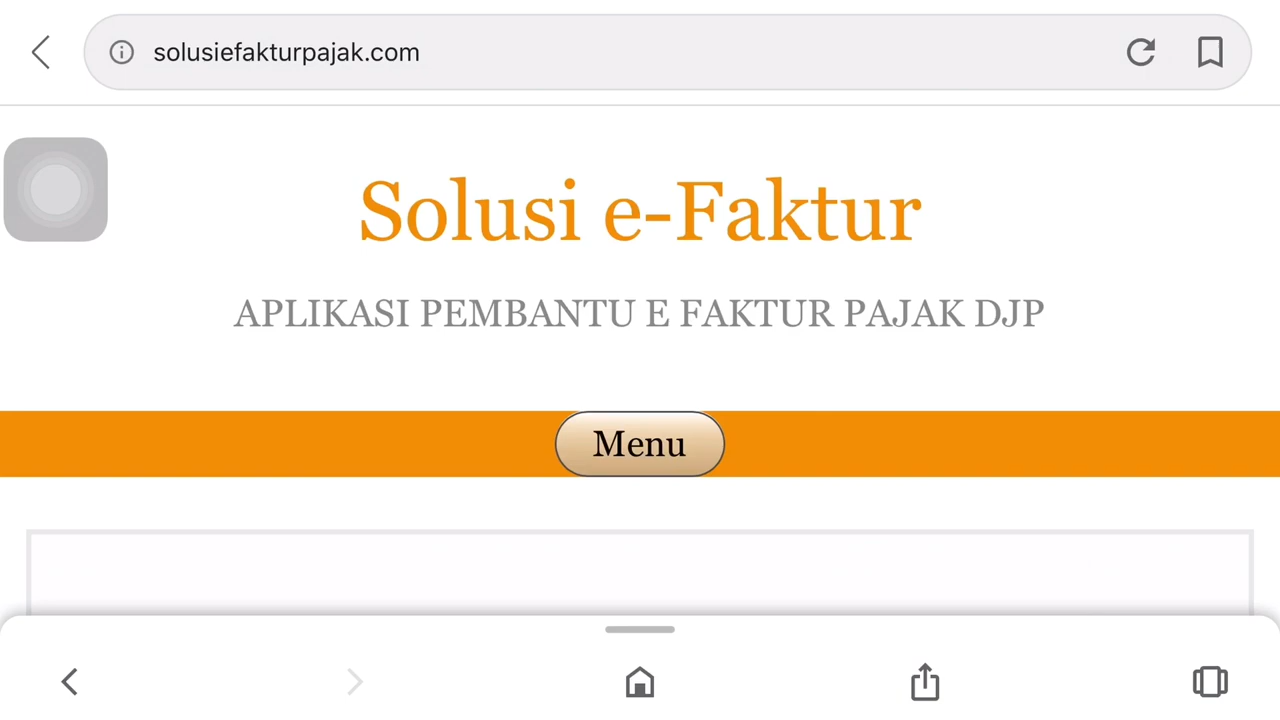 solusiefakturpajak.com
Solusi e-Faktur
APLIKASI PEMBANTU E FAKTUR PAJAK DJP
Menu